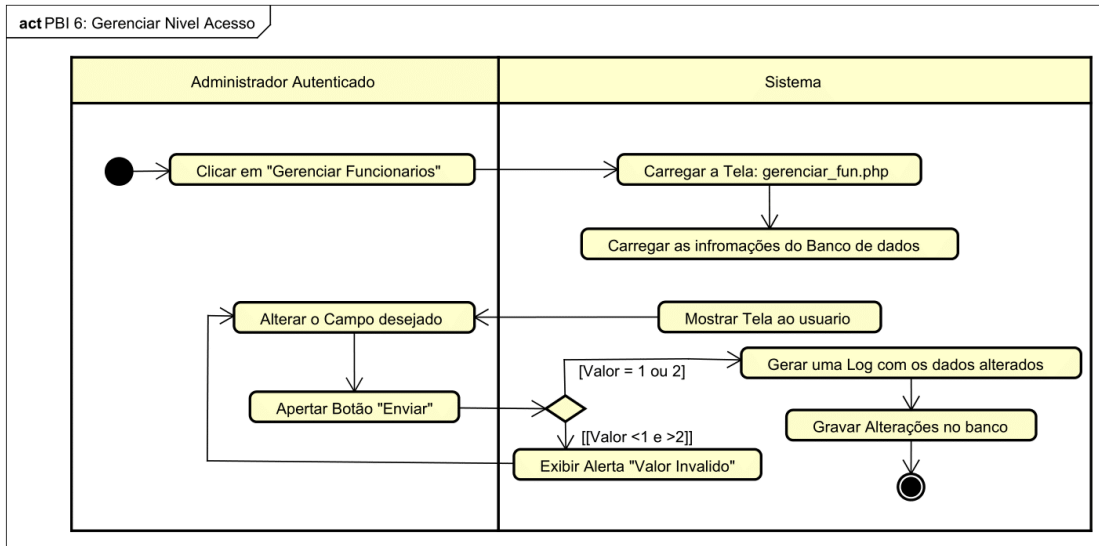 act PBI 6: Gerenciar Nivel Acesso
Administrador Autenticado
Sistema
Clicar em "Gerenciar Funcionarios"
Carregar a Tela: gerenciar_fun.php
Carregar as infromações do Banco de dados
Alterar o Campo desejado
Mostrar Tela ao usuario
[Valor = 1 ou 2]
Gerar uma Log com os dados alterados
Apertar Botão "Enviar"
Gravar Alterações no banco
[[Valor <1 e >2]]
Exibir Alerta "Valor Invalido"